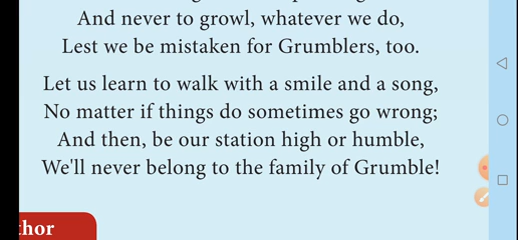 And never to growl, whatever we do,
Lest we be mistaken for Grumblers, too.
Let us learn to walk with a smile and a song,
No matter if things do sometimes go wrong;
And then, be our station high or humble,
We'll never belong to the family of Grumble!
thor